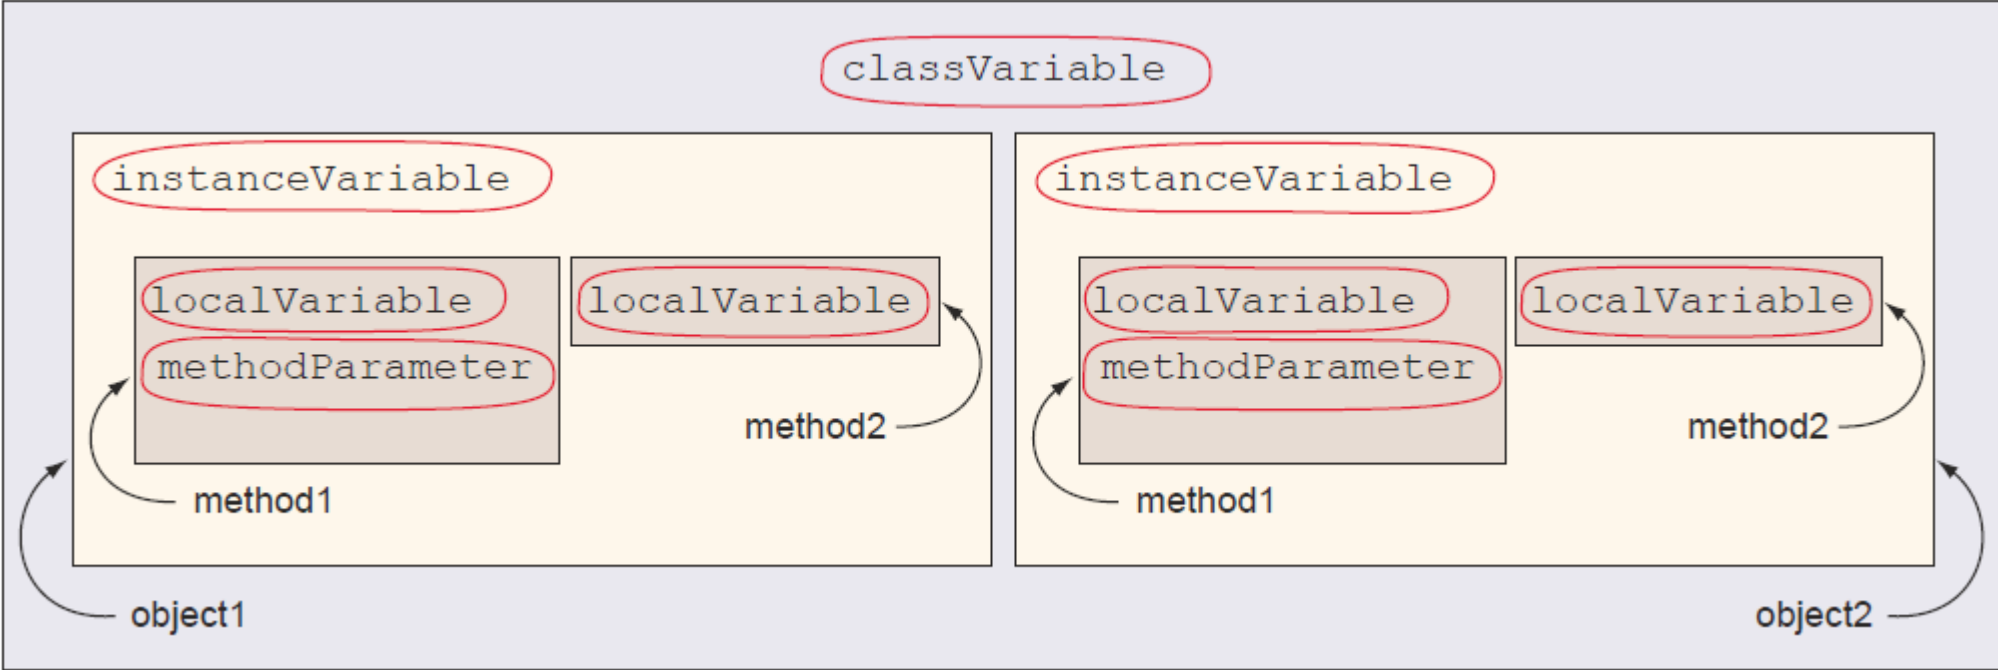 classVariable
instanceVariable
localVariable
methodParameter
localVariable
method2
method1
object1
instanceVariable
localVariable
methodParameter
localVariable
method2
method1
object2